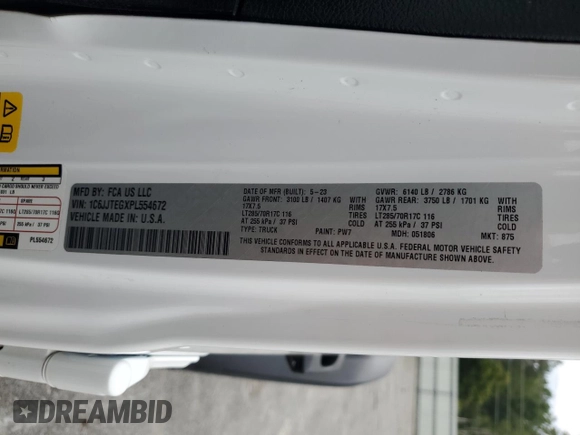 MFG BY: FCA US LLC
VIN: 1C6JJTEGXPL554672
VEHICLE MADE IN U.S.A.
DATE OF MFR (BUILT) 5-23
GAWR FRONT: 3100 LB / 1407 KG WITH
17X7.5 RIMS
LT285/70R17C 116 TIRES
AT 255 kPa / 37 PSI COLD
TYPE: TRUCK PAINT: PW7
GVWR: 6140 LB / 2786 KG
GAWR REAR: 3750 LB / 1701 KG WITH
17X7.5 RIMS
LT285/70R17C 116 TIRES
AT 255 kPa / 37 PSI COLD
MDH: 051806 MKT: 875
THIS VEHICLE CONFORMS TO ALL APPLICABLE U.S.A. FEDERAL MOTOR VEHICLE SAFETY
STANDARDS IN EFFECT ON THE DATE OF MANUFACTURE SHOWN ABOVE.
PL554672
DREAMBID